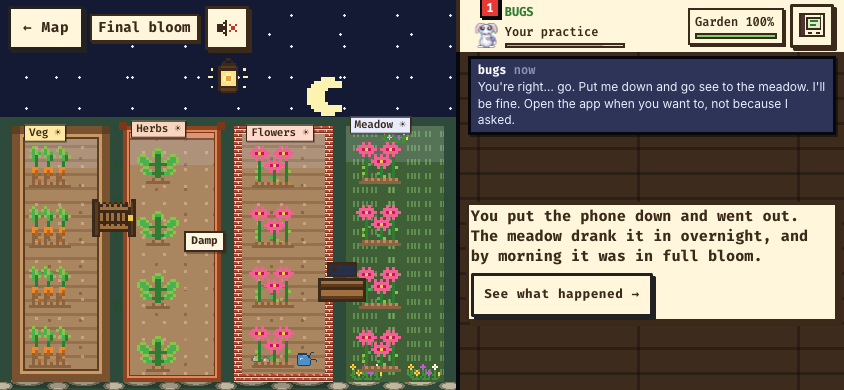 ← Map
Final bloom
Veg ☀
Herbs ☀
Flowers ☀
Meadow ☀
Damp
1
BUGS
Your practice
Garden 100%
bugs now
You're right... go. Put me down and go see to the meadow. I'll
be fine. Open the app when you want to, not because I
asked.
You put the phone down and went out.
The meadow drank it in overnight, and
by morning it was in full bloom.
See what happened →